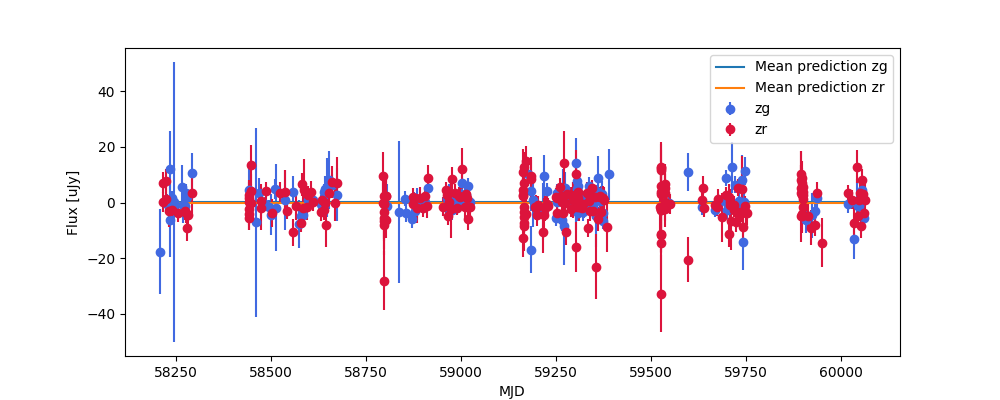 Mean prediction zg
Mean prediction zr
zg
zr
Flux [uJy]
40
20
0
−20
−40
58250
58500
58750
59000
59250
59500
59750
60000
MJD